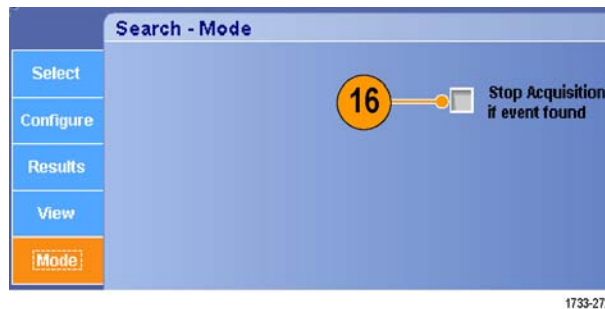 Search - Mode
Select
Configure
Results
View
Mode
16
Stop Acquisition
if event found
1733-27